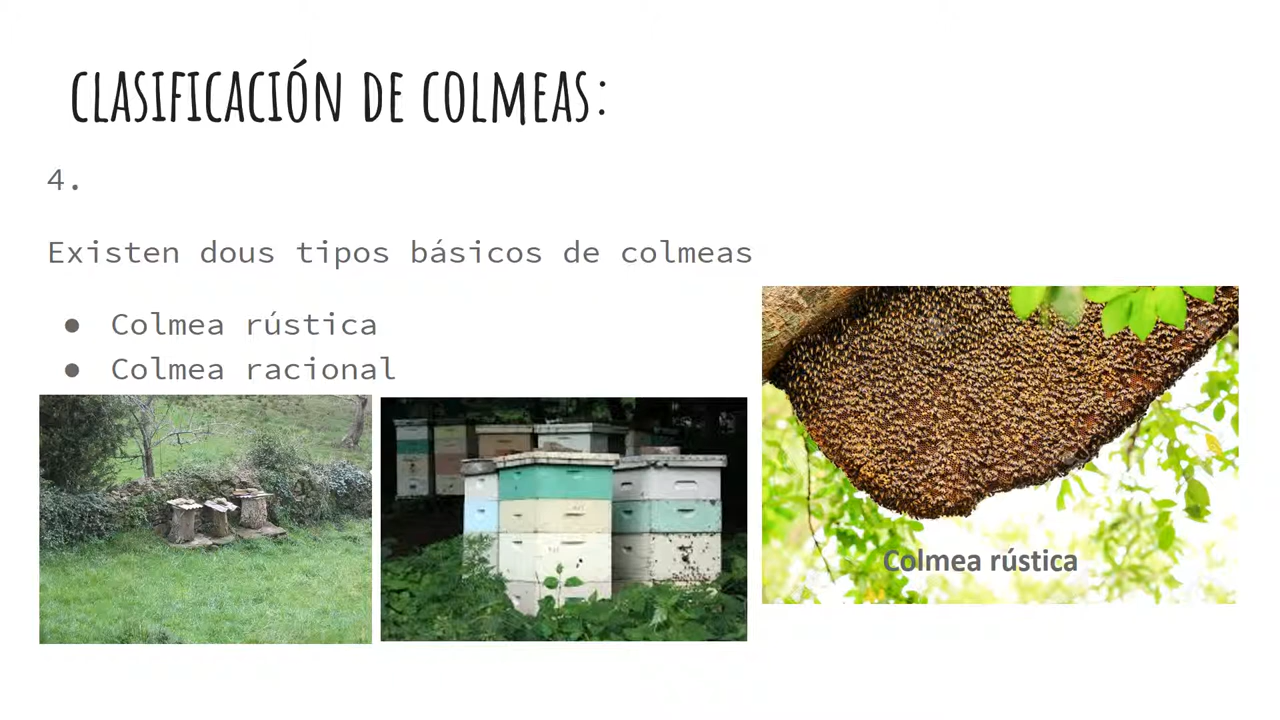 CLASIFICACIÓN DE COLMEAS:
4.
Existen dous tipos básicos de colmeas
● Colmea rústica
● Colmea racional
Colmea rústica